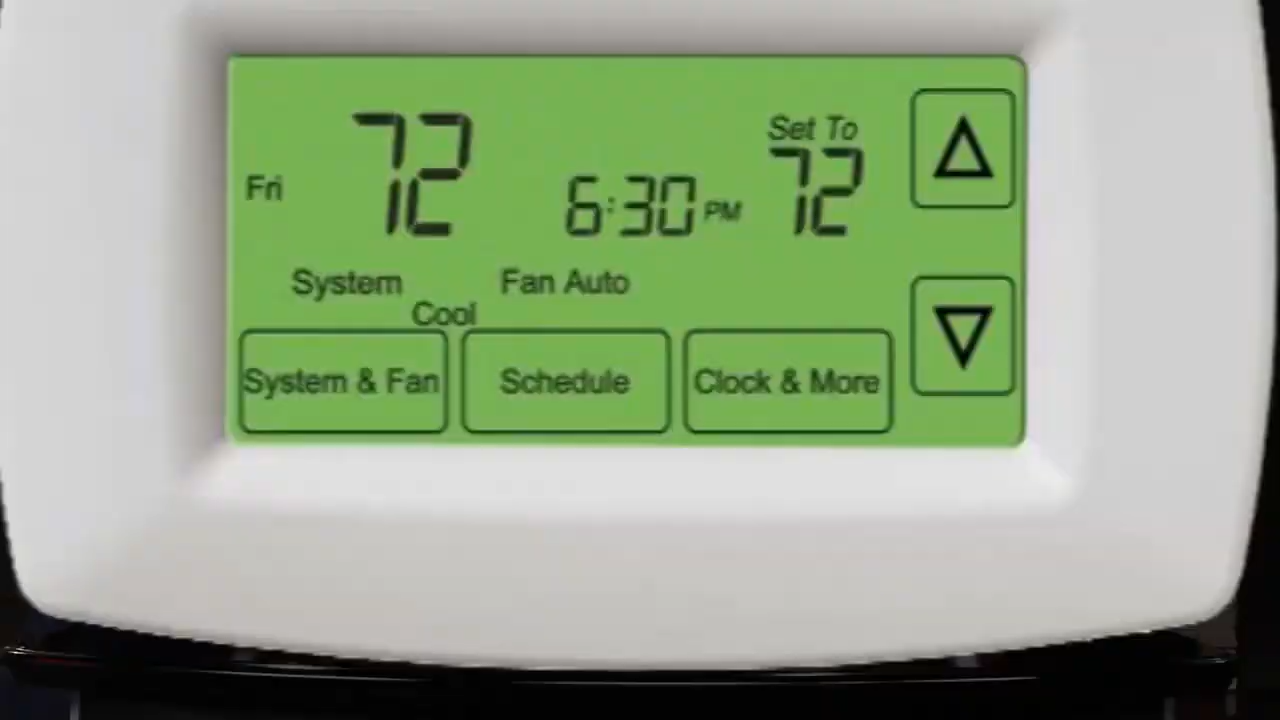 Fri
72
6:30 PM
Set To
72
System
Cool
Fan Auto
System & Fan
Schedule
Clock & More